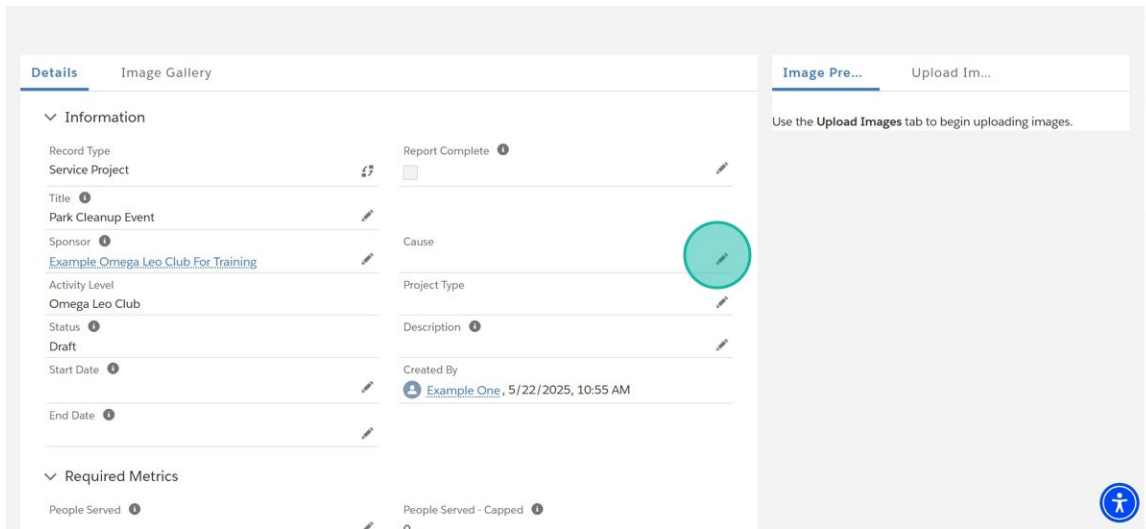 Details Image Gallery
Image Pre... Upload Im...
Use the Upload Images tab to begin uploading images.
Information
Record Type
Service Project
Report Complete
Title
Park Cleanup Event
Sponsor
Example Omega Leo Club For Training
Cause
Activity Level
Omega Leo Club
Project Type
Status
Draft
Description
Start Date
Created By
Example One, 5/22/2025, 10:55 AM
End Date
Required Metrics
People Served
People Served - Capped